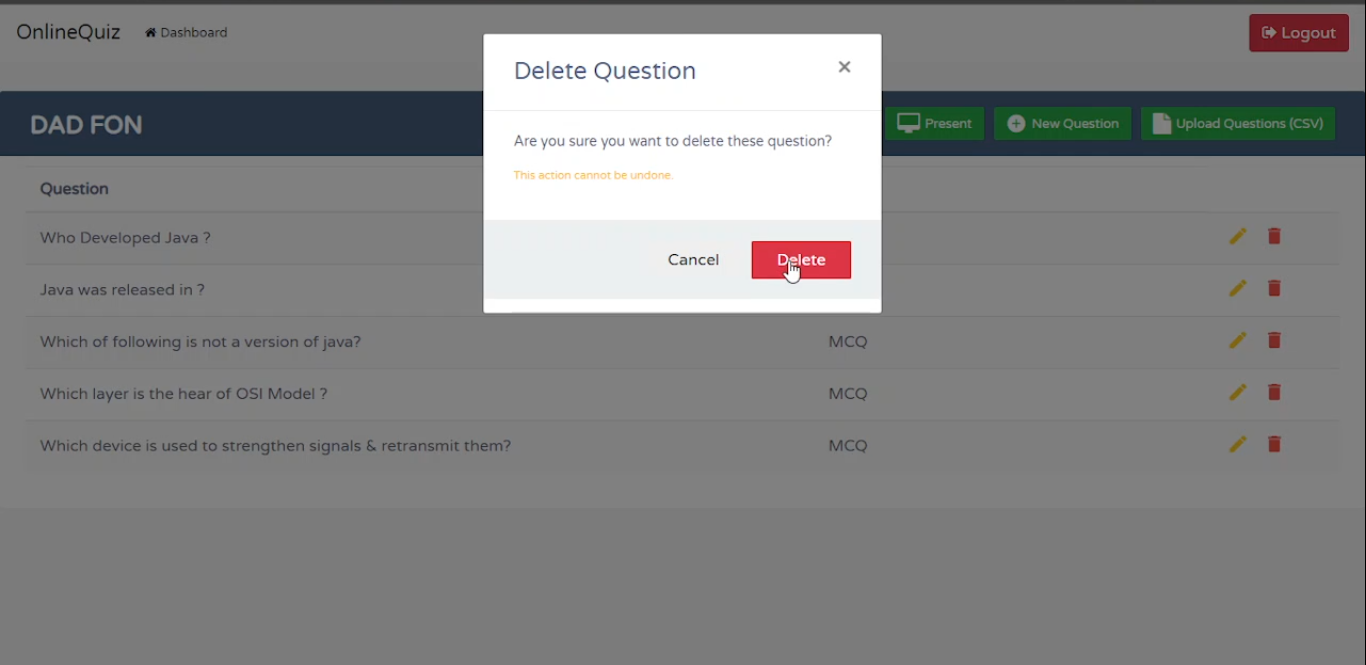 OnlineQuiz Dashboard Logout
Delete Question ×
DAD FON Present New Question Upload Questions (CSV)
Are you sure you want to delete these question?
This action cannot be undone.
Question
Who Developed Java ?
Cancel Delete
Java was released in ?
Which of following is not a version of java? MCQ
Which layer is the hear of OSI Model ? MCQ
Which device is used to strengthen signals & retransmit them? MCQ